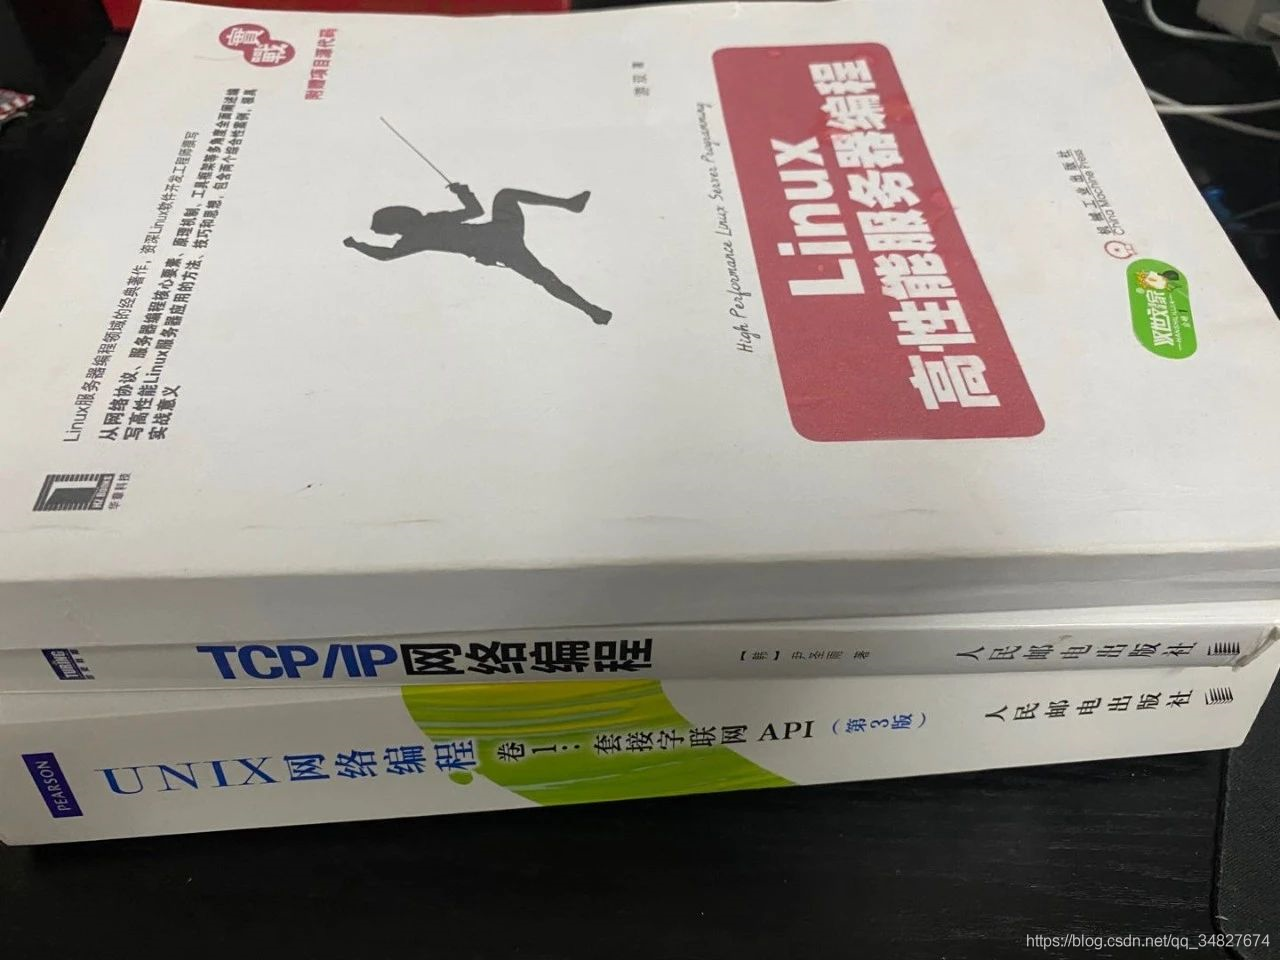 實戰
附赠项目源代码
Linux服务器编程领域的经典著作，资深Linux软件开发工程师撰写
从网络协议、服务器编程核心要素、原理机制、工具框架等多角度全面阐述编
写高性能Linux服务器应用的方法、技巧和思想，包含两个综合性案例，极具
实战意义
华章科技
游双 著
High Performance Linux Server Programming
Linux
高性能服务器编程
机械工业出版社
China Machine Press
TCP/IP网络编程
【韩】尹圣雨 著
人民邮电出版社
PEARSON
UNIX网络编程 卷1：套接字联网API（第3版）
人民邮电出版社
https://blog.csdn.net/qq_34827674